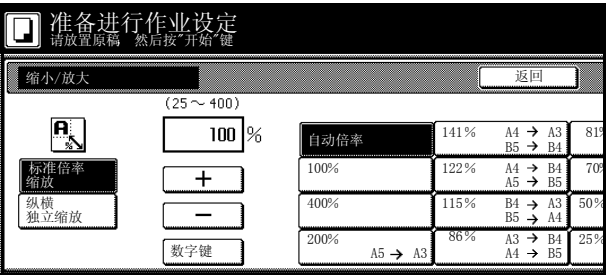 准备进行作业设定
请放置原稿 然后按″开始″键
缩小/放大
返回
(25～400)
100 %
标准倍率
缩放
纵横
独立缩放
+
−
数字键
自动倍率
100%
400%
200%
A5 → A3
141% A4 → A3
B5 → B4
122% A4 → B4
A5 → B5
115% B4 → A3
B5 → A4
86% A3 → B4
A4 → B5
81%
70%
50%
25%